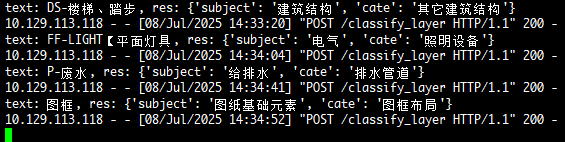 text: DS-楼梯、踏步, res: {'subject': '建筑结构', 'cate': '其它建筑结构'}
10.129.113.118 - - [08/Jul/2025 14:33:20] "POST /classify_layer HTTP/1.1" 200 -
text: FF-LIGHT【平面灯具, res: {'subject': '电气', 'cate': '照明设备'}
10.129.113.118 - - [08/Jul/2025 14:34:04] "POST /classify_layer HTTP/1.1" 200 -
text: P-废水, res: {'subject': '给排水', 'cate': '排水管道'}
10.129.113.118 - - [08/Jul/2025 14:34:41] "POST /classify_layer HTTP/1.1" 200 -
text: 图框, res: {'subject': '图纸基础元素', 'cate': '图框布局'}
10.129.113.118 - - [08/Jul/2025 14:34:52] "POST /classify_layer HTTP/1.1" 200 -